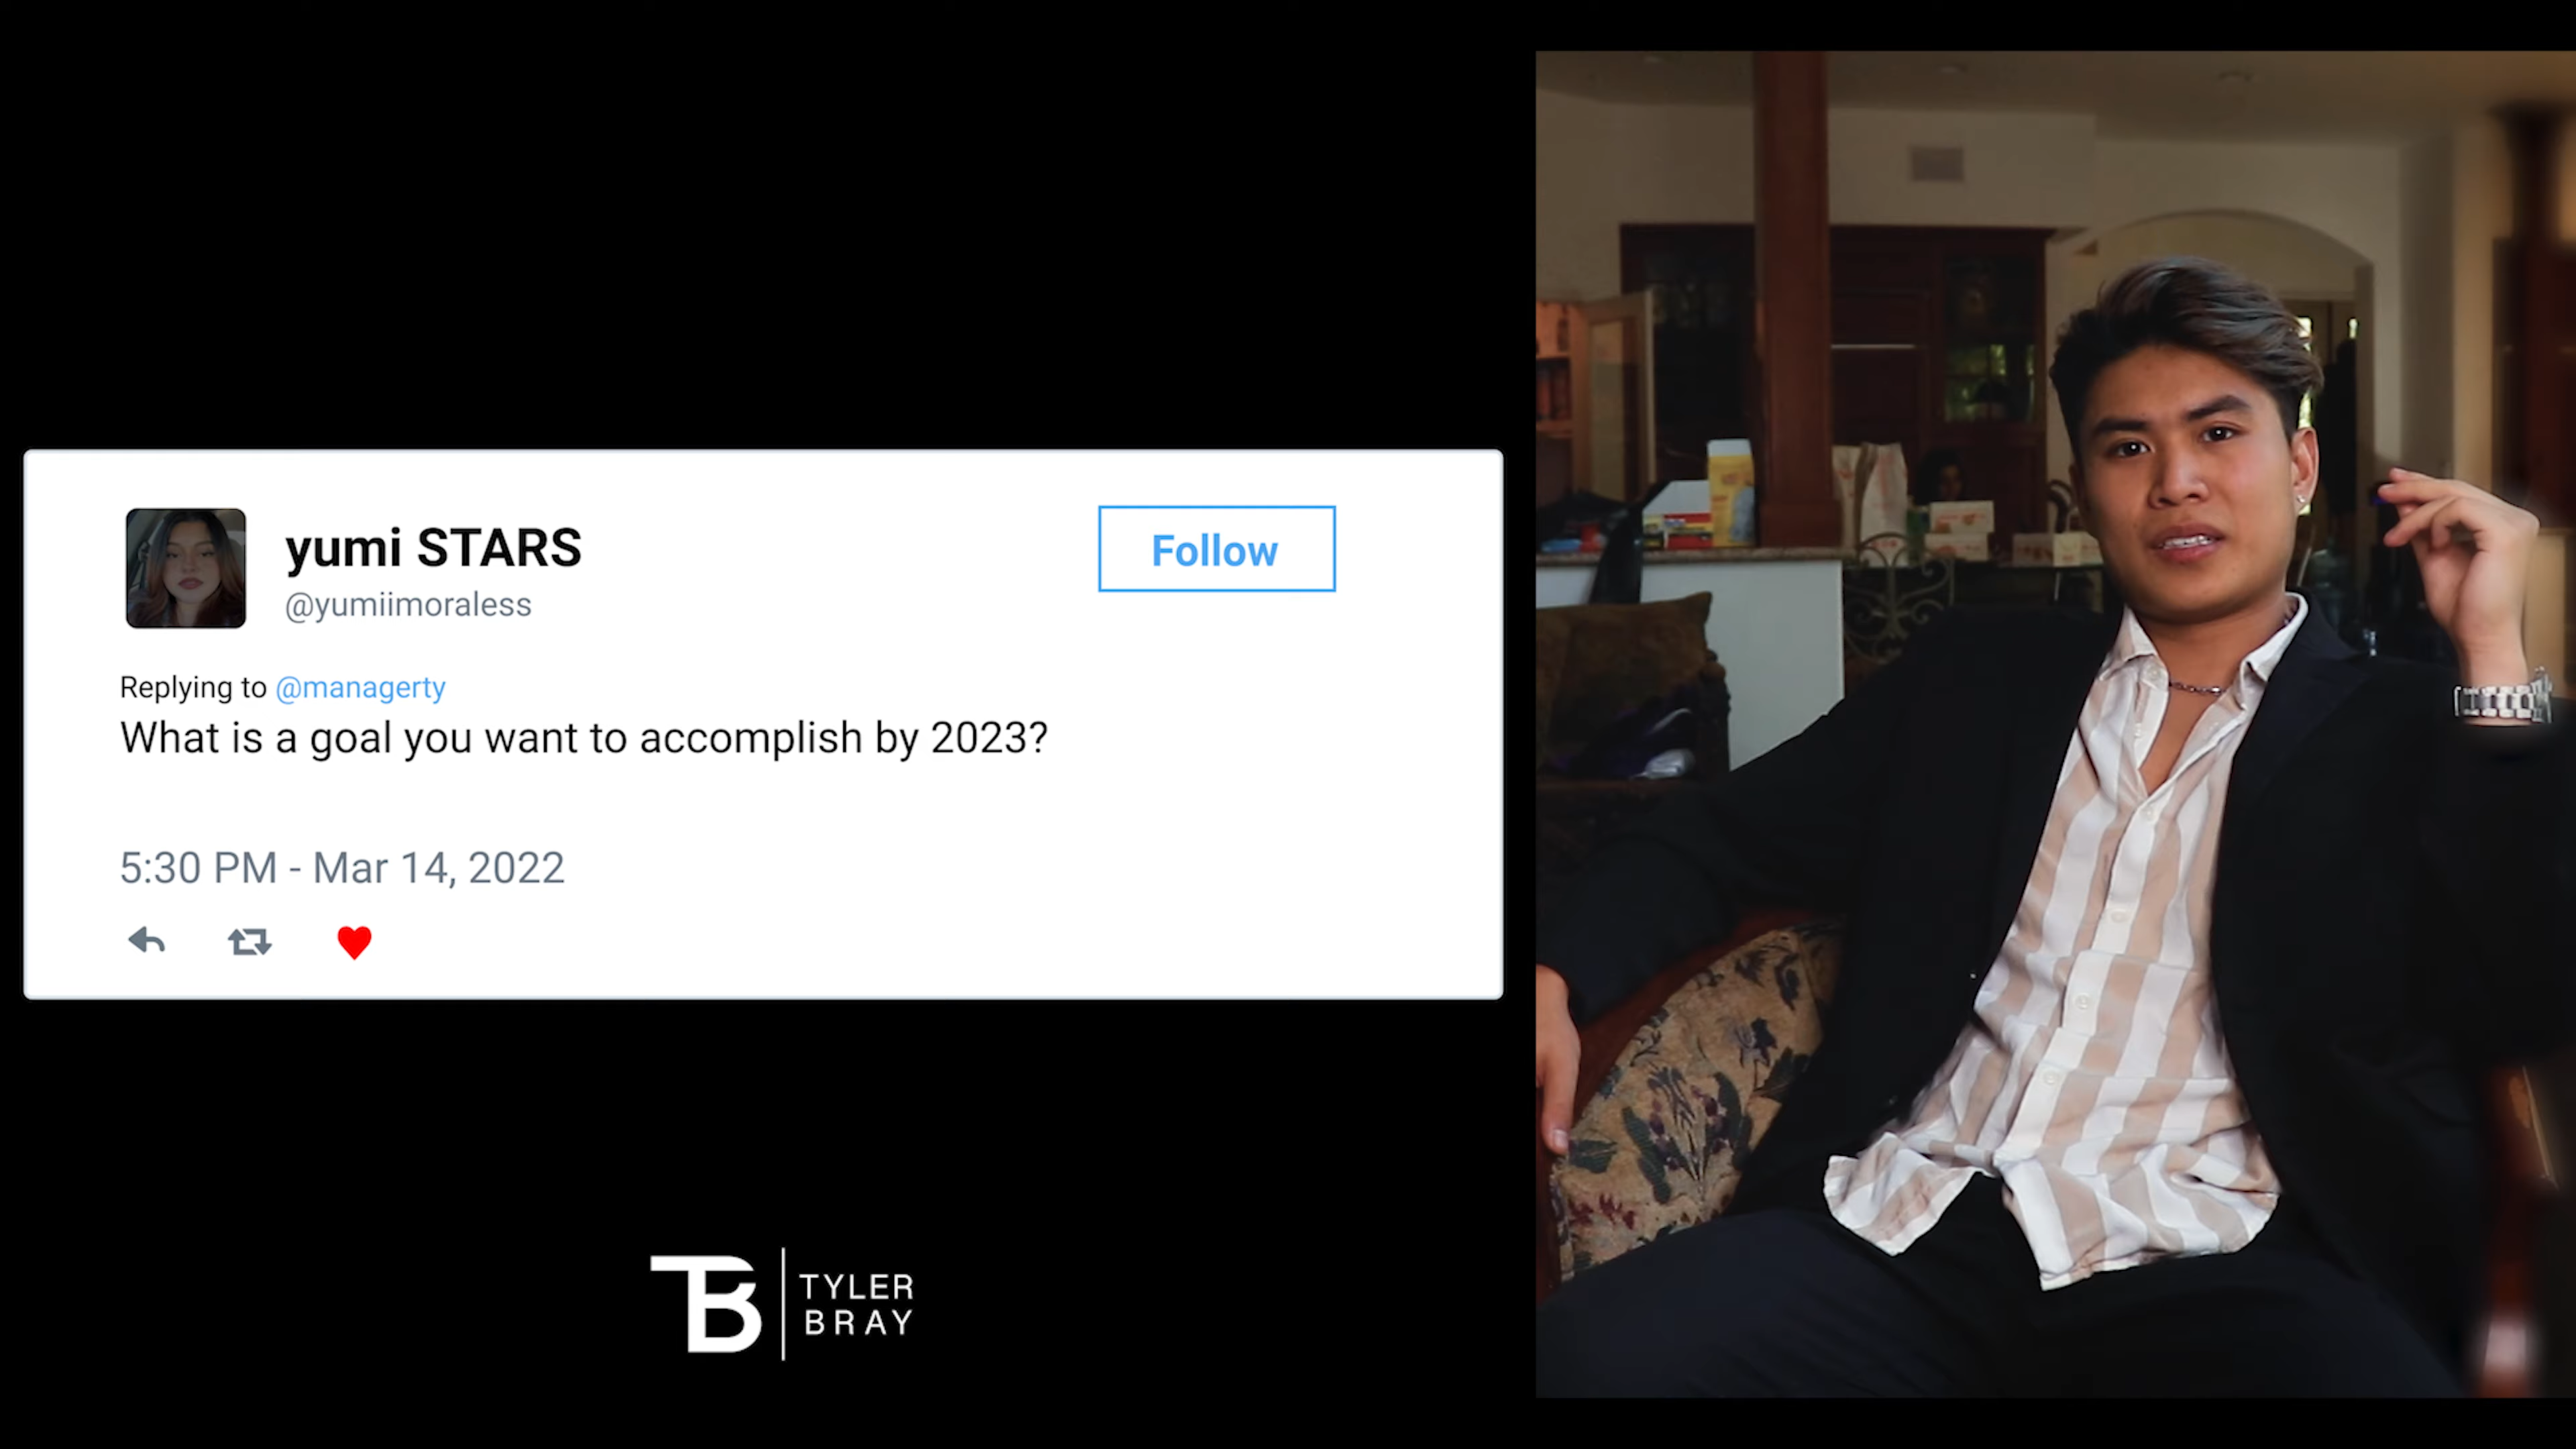 yumi STARS
Follow
@yumiimoraless
Replying to @managerty
What is a goal you want to accomplish by 2023?
5:30 PM - Mar 14, 2022
TB
TYLER
BRAY